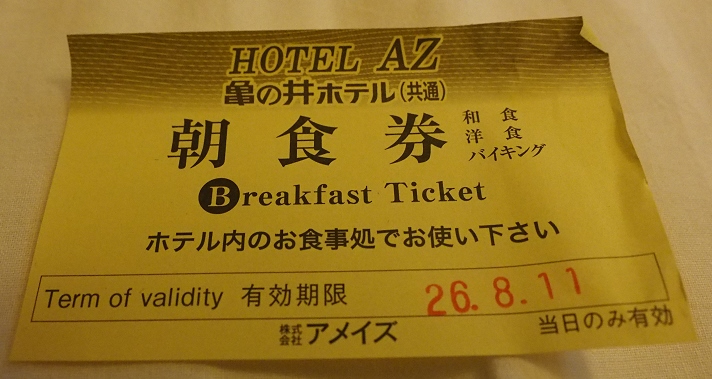 HOTEL AZ
亀の井ホテル(共通)
朝食券
和食
洋食
バイキング
Breakfast Ticket
ホテル内のお食事処でお使い下さい
Term of validity 有効期限 26.8.11
株式会社アメイズ
当日のみ有効